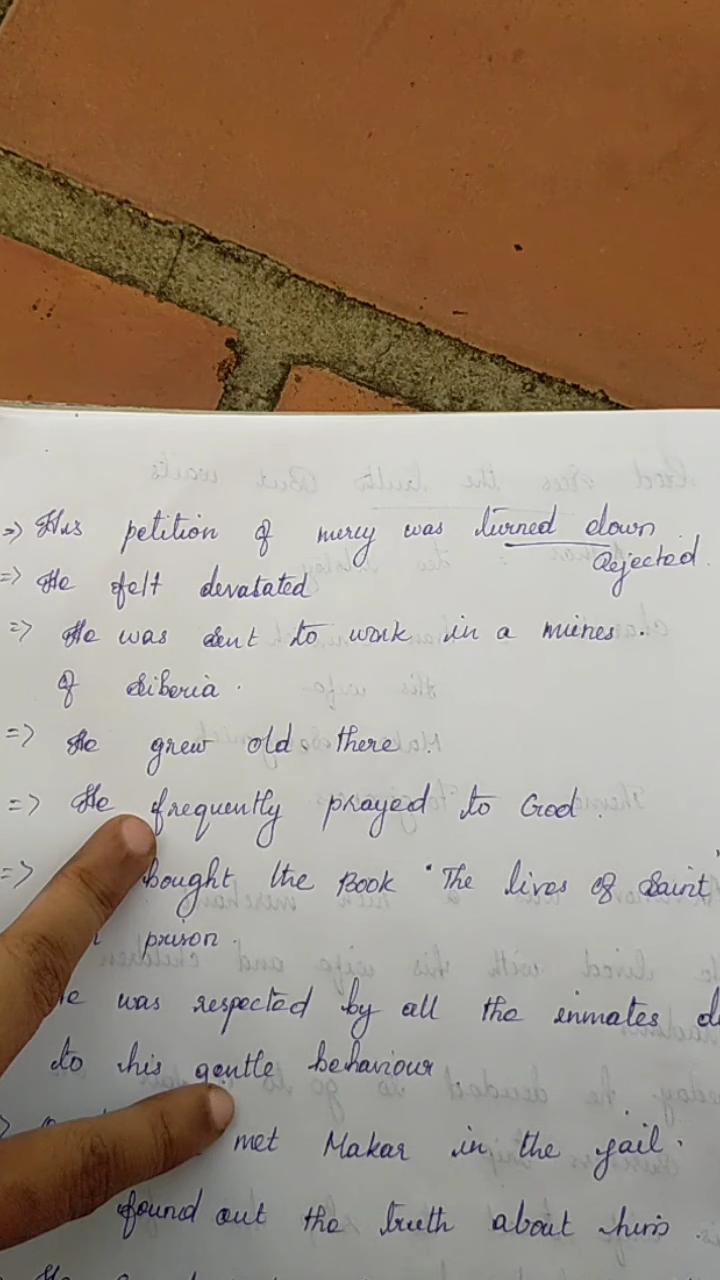 => His petition of mercy was turned down
Rejected.
=> He felt devatated
=> He was sent to work in a mines.
of Siberia.
=> He grew old there.
=> He frequently prayed to God.
=> bought the Book "The lives of Saint"
prison.
was respected by all the inmates
to his gentle behaviour
met Makar in the jail.
found out the truth about him.